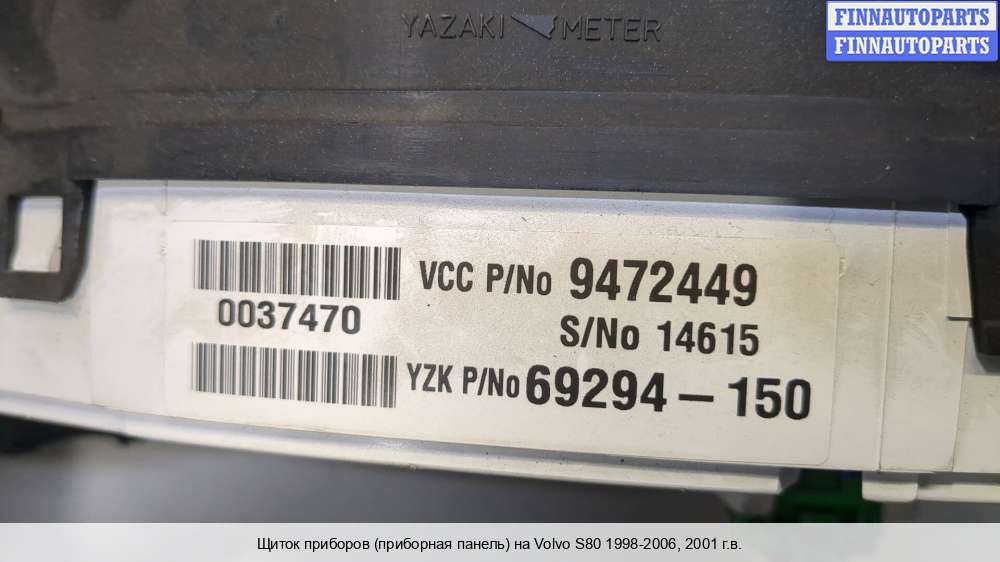 YAZAKI METER
FINNAUTOPARTS
FINNAUTOPARTS
VCC P/No 9472449
0037470
S/No 14615
YZK P/No 69294-150
Щиток приборов (приборная панель) на Volvo S80 1998-2006, 2001 г.в.